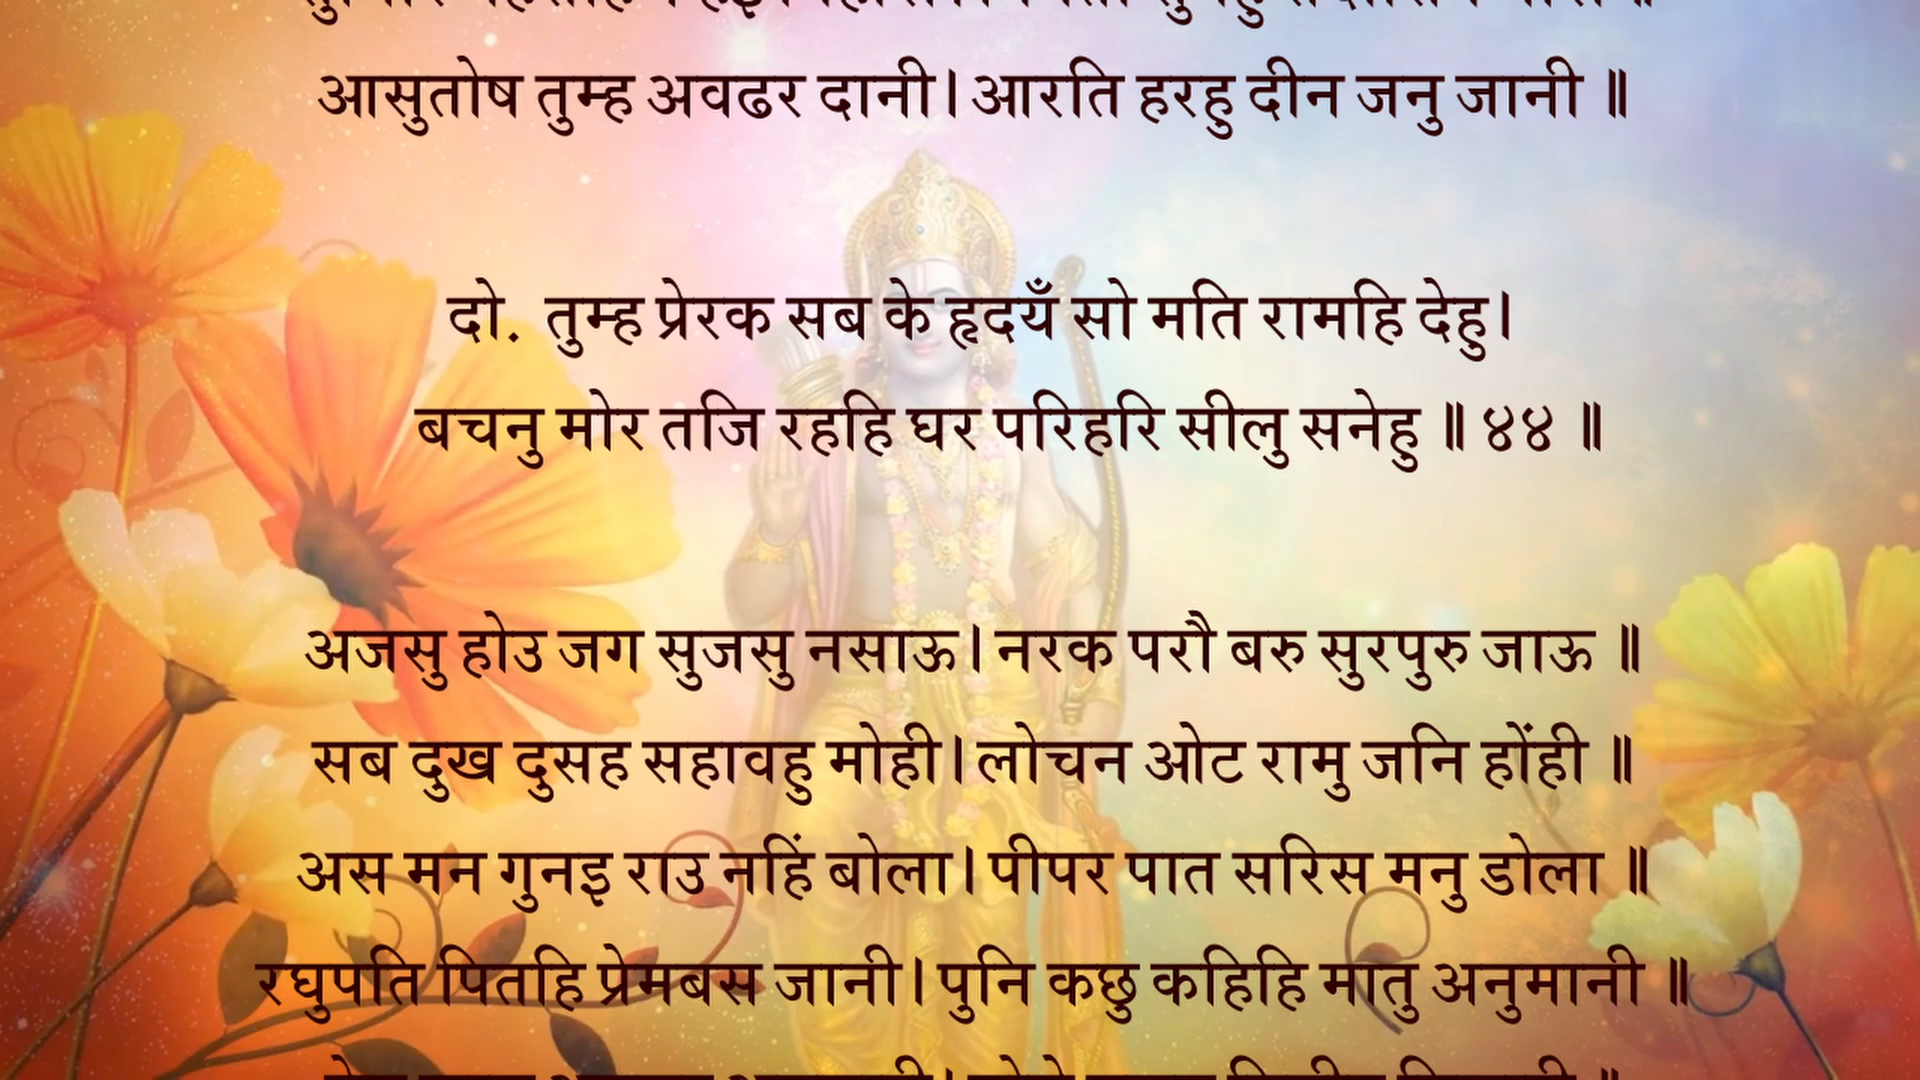 आसुतोष तुम्ह अवढर दानी। आरति हरहु दीन जनु जानी ॥
दो. तुम्ह प्रेरक सब के हृदयँ सो मति रामहि देहु।
बचनु मोर तजि रहहि घर परिहरि सीलु सनेहु ॥ ४४ ॥
अजसु होउ जग सुजसु नसाऊ। नरक परौ बरु सुरपुरु जाऊ ॥
सब दुख दुसह सहावहु मोही। लोचन ओट रामु जनि होंही ॥
अस मन गुनइ राउ नहिं बोला। पीपर पात सरिस मनु डोला ॥
रघुपति पितहि प्रेमबस जानी। पुनि कछु कहिहि मातु अनुमानी ॥